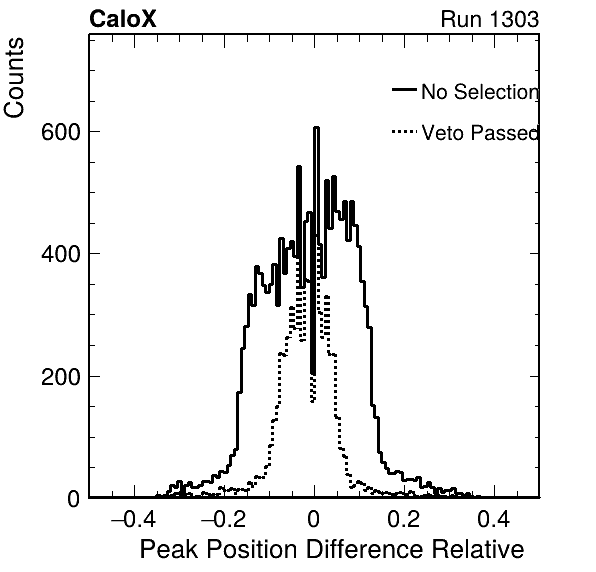 CaloX Run 1303
Counts
No Selection
Veto Passed
600
400
200
0
−0.4 −0.2 0 0.2 0.4
Peak Position Difference Relative